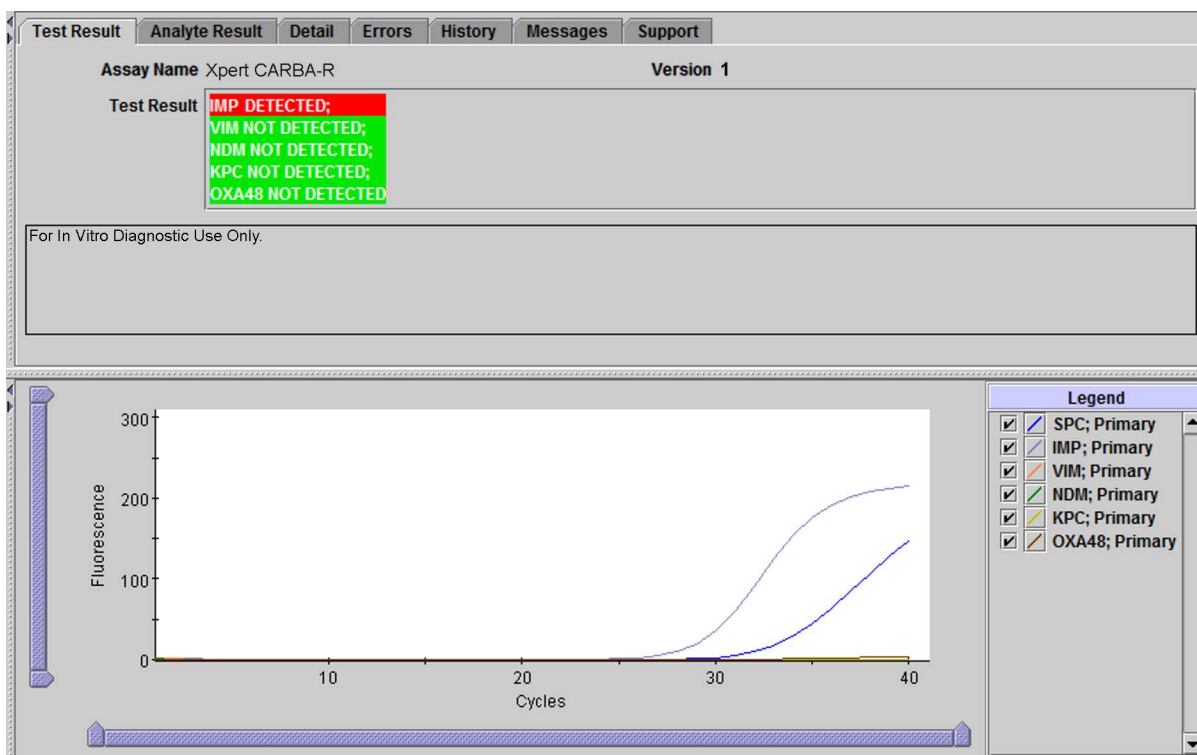 Test Result Analyte Result Detail Errors History Messages Support
Assay Name Xpert CARBA-R Version 1
Test Result IMP DETECTED;
VIM NOT DETECTED;
NDM NOT DETECTED;
KPC NOT DETECTED;
OXA48 NOT DETECTED
For In Vitro Diagnostic Use Only.
300
200
100
0
Fluorescence
10 20 30 40
Cycles
Legend
SPC; Primary
IMP; Primary
VIM; Primary
NDM; Primary
KPC; Primary
OXA48; Primary